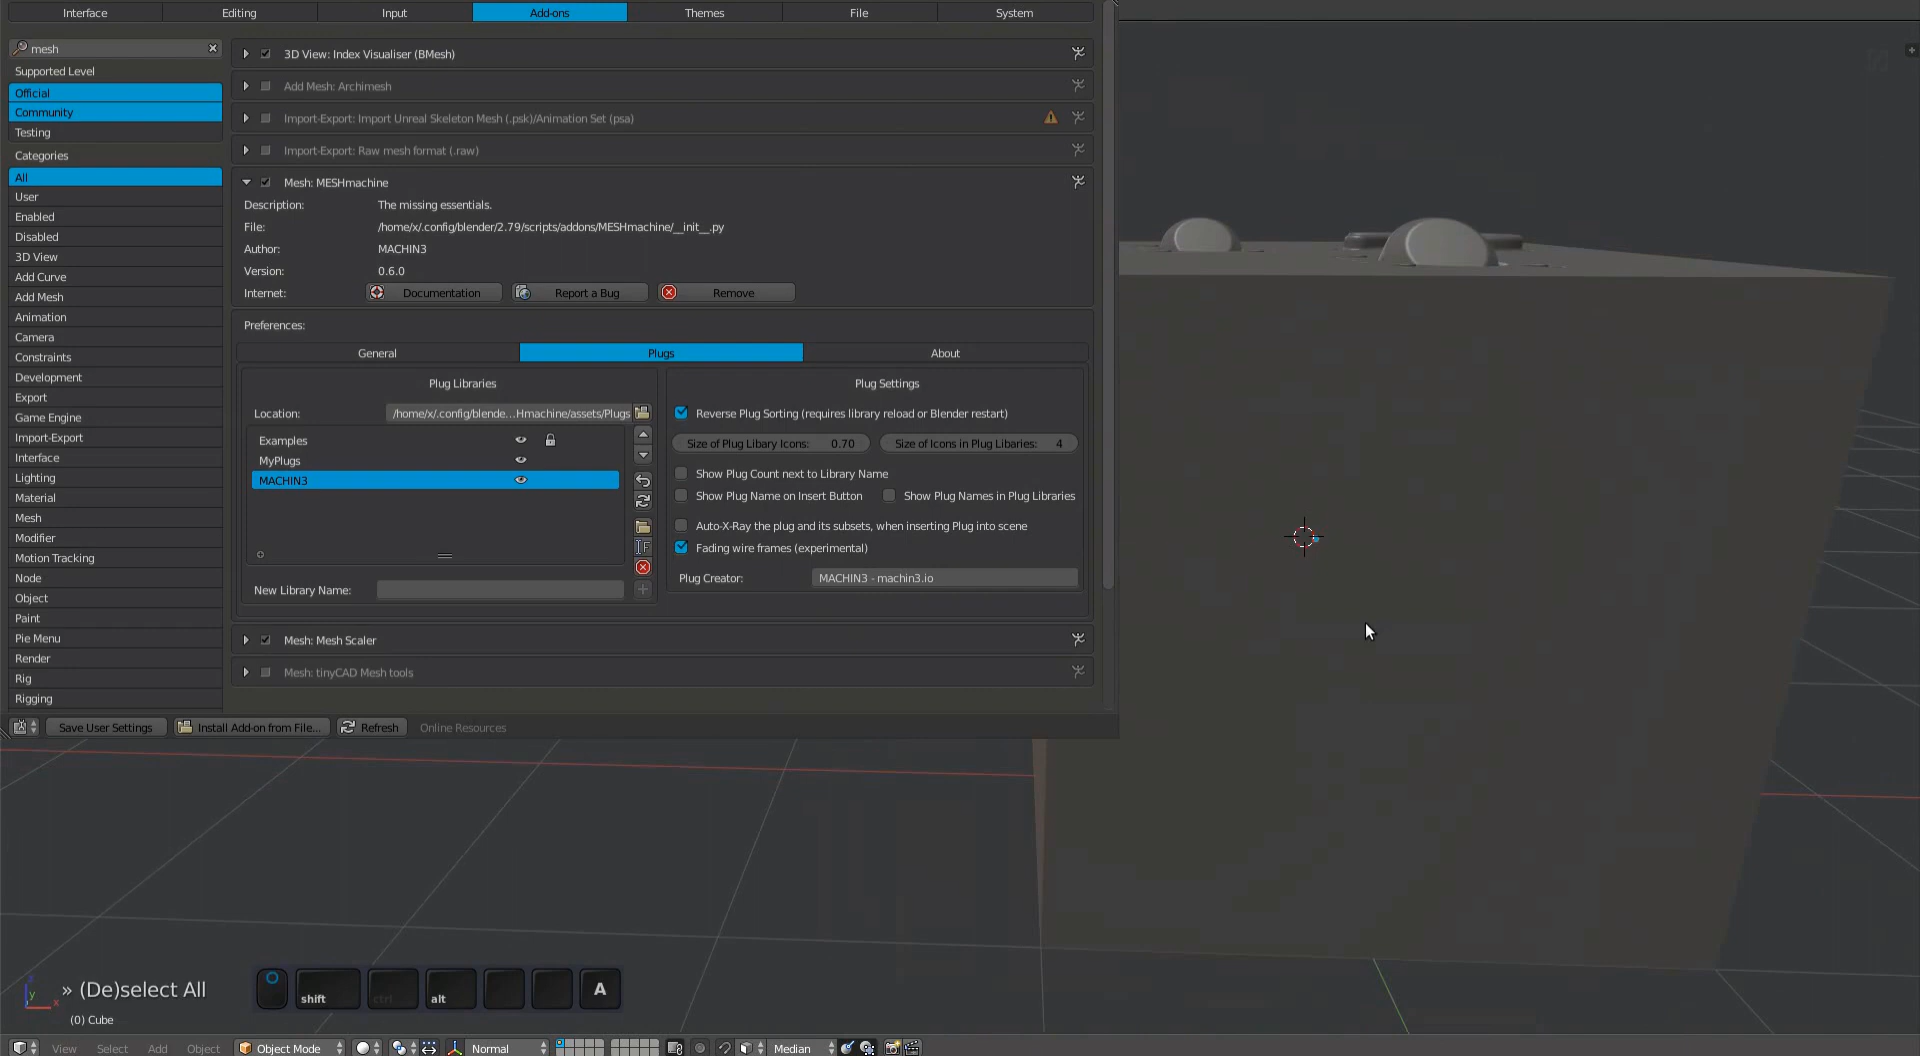 Interface Editing Input Add-ons Themes File System
mesh
Supported Level
Official
Community
Testing
Categories
All
User
Enabled
Disabled
3D View
Add Curve
Add Mesh
Animation
Camera
Constraints
Development
Export
Game Engine
Import-Export
Interface
Lighting
Material
Mesh
Modifier
Motion Tracking
Node
Object
Paint
Pie Menu
Render
Rig
Rigging
3D View: Index Visualiser (BMesh)
Add Mesh: Archimesh
Import-Export: Import Unreal Skeleton Mesh (.psk)/Animation Set (psa)
Import-Export: Raw mesh format (.raw)
Mesh: MESHmachine
Description: The missing essentials.
File: /home/x/.config/blender/2.79/scripts/addons/MESHmachine/__init__.py
Author: MACHIN3
Version: 0.6.0
Internet: Documentation Report a Bug Remove
Preferences:
General Plugs About
Plug Libraries
Location: /home/x/.config/blende...Hmachine/assets/Plugs
Examples
MyPlugs
MACHIN3
New Library Name:
Plug Settings
Reverse Plug Sorting (requires library reload or Blender restart)
Size of Plug Libary Icons: 0.70 Size of Icons in Plug Libaries: 4
Show Plug Count next to Library Name
Show Plug Name on Insert Button Show Plug Names in Plug Libraries
Auto-X-Ray the plug and its subsets, when inserting Plug into scene
Fading wire frames (experimental)
Plug Creator: MACHIN3 - machin3.io
Mesh: Mesh Scaler
Mesh: tinyCAD Mesh tools
Save User Settings Install Add-on from File... Refresh Online Resources
» (De)select All
shift ctrl alt A
(0) Cube
View Select Add Object Object Mode Normal Median